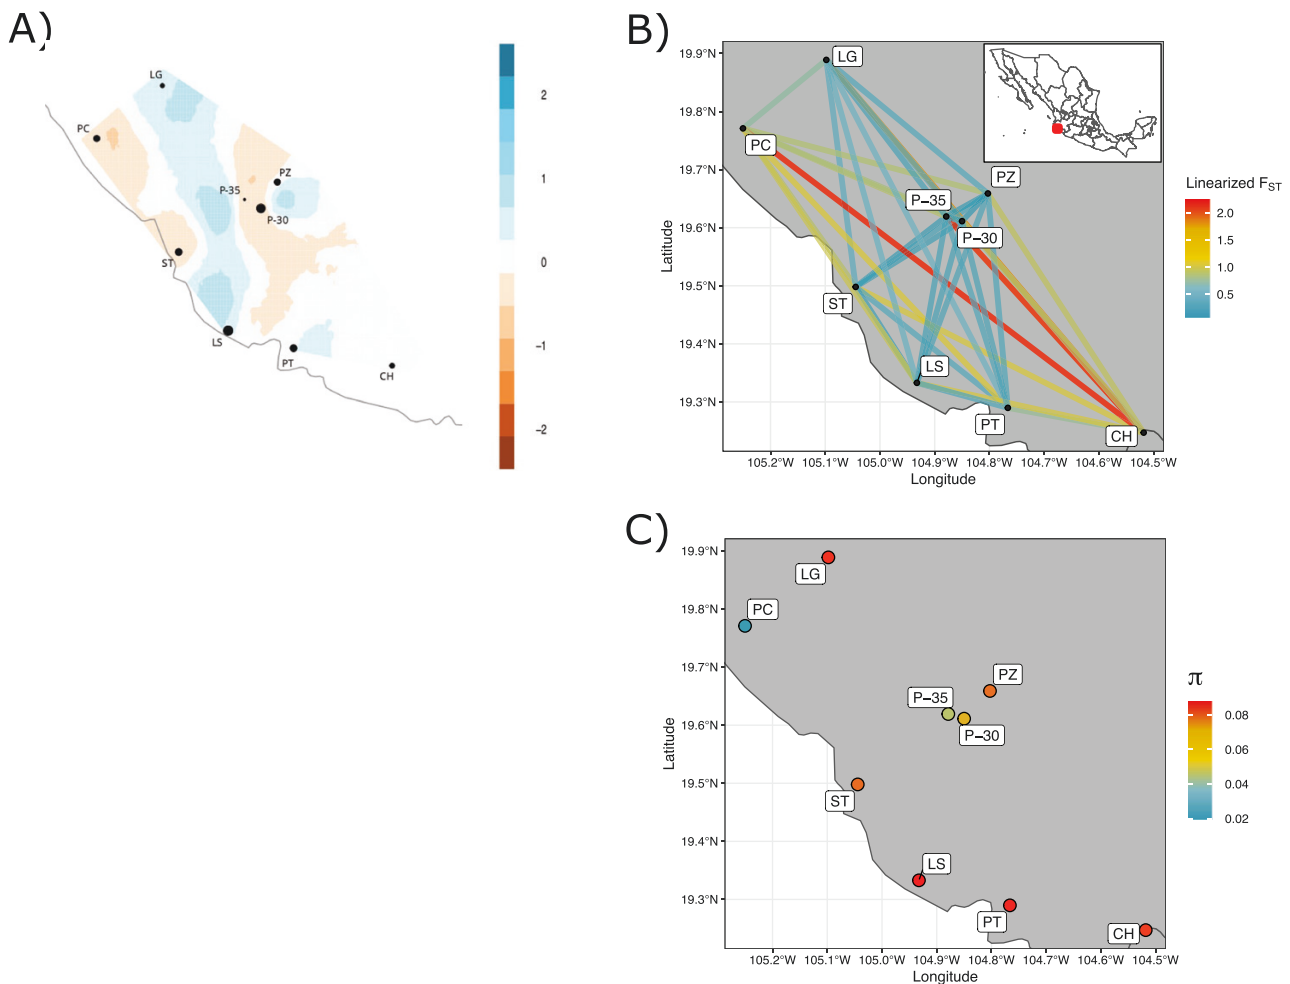 A)
LG
PC
PZ
P-35
P-30
ST
LS
PT
CH
2
1
0
−1
−2
B)
19.9°N
19.8°N
19.7°N
19.6°N
19.5°N
19.4°N
19.3°N
Latitude
LG
PC
PZ
P−35
P−30
ST
LS
PT
CH
105.2°W 105.1°W 105.0°W 104.9°W 104.8°W 104.7°W 104.6°W 104.5°W
Longitude
Linearized FST
2.0
1.5
1.0
0.5
C)
19.9°N
19.8°N
19.7°N
19.6°N
19.5°N
19.4°N
19.3°N
Latitude
LG
PC
PZ
P−35
P−30
ST
LS
PT
CH
105.2°W 105.1°W 105.0°W 104.9°W 104.8°W 104.7°W 104.6°W 104.5°W
Longitude
π
0.08
0.06
0.04
0.02